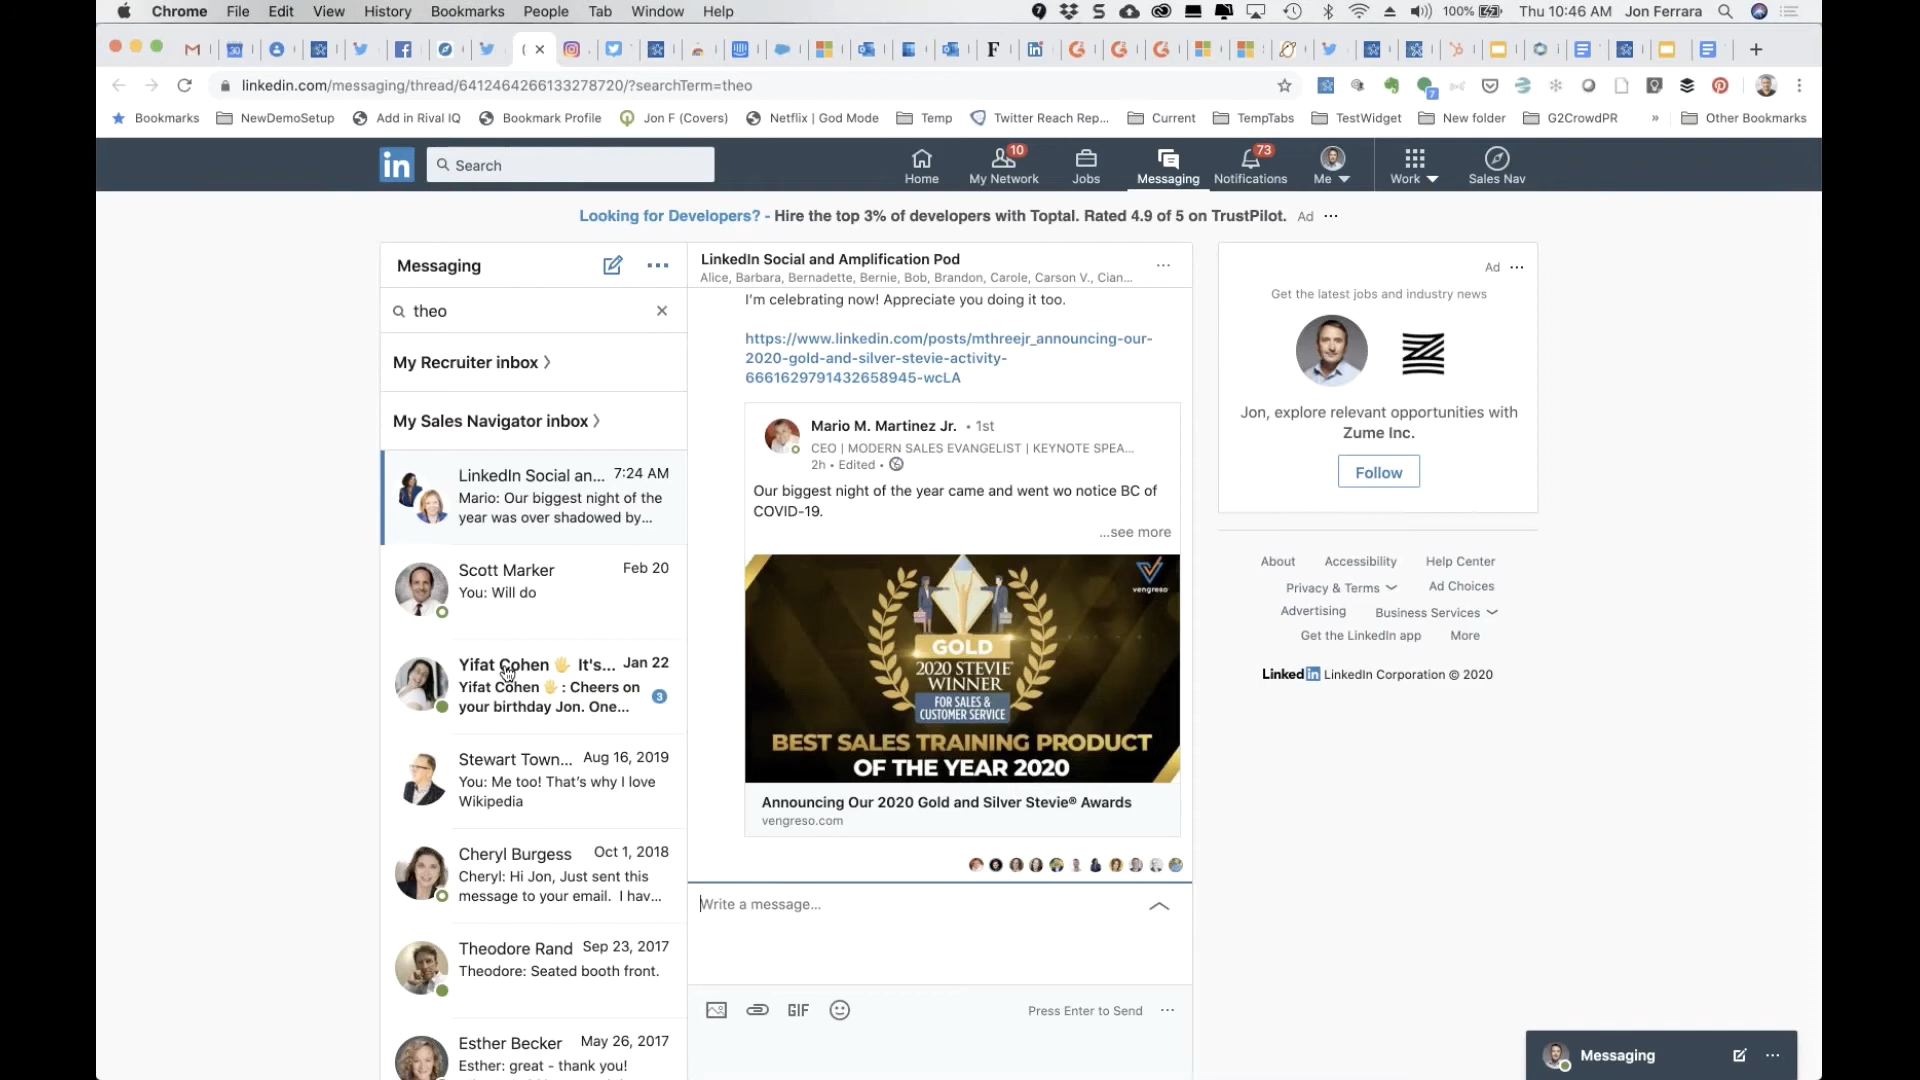 Chrome File Edit View History Bookmarks People Tab Window Help
100% Thu 10:46 AM Jon Ferrara
linkedin.com/messaging/thread/6412464266133278720/?searchTerm=theo
Bookmarks NewDemoSetup Add in Rival IQ Bookmark Profile Jon F (Covers) Netflix | God Mode Temp Twitter Reach Rep... Current TempTabs TestWidget New folder G2CrowdPR » Other Bookmarks
in Search
10
73
Home My Network Jobs Messaging Notifications Me Work Sales Nav
Looking for Developers? - Hire the top 3% of developers with Toptal. Rated 4.9 of 5 on TrustPilot. Ad
Messaging
theo
My Recruiter inbox
My Sales Navigator inbox
LinkedIn Social an... 7:24 AM
Mario: Our biggest night of the
year was over shadowed by...
Scott Marker Feb 20
You: Will do
Yifat Cohen 🖐 It's... Jan 22
Yifat Cohen 🖐 : Cheers on
your birthday Jon. One...
3
Stewart Town... Aug 16, 2019
You: Me too! That's why I love
Wikipedia
Cheryl Burgess Oct 1, 2018
Cheryl: Hi Jon, Just sent this
message to your email. I hav...
Theodore Rand Sep 23, 2017
Theodore: Seated booth front.
Esther Becker May 26, 2017
Esther: great - thank you!
LinkedIn Social and Amplification Pod
Alice, Barbara, Bernadette, Bernie, Bob, Brandon, Carole, Carson V., Cian...
I'm celebrating now! Appreciate you doing it too.
https://www.linkedin.com/posts/mthreejr_announcing-our-
2020-gold-and-silver-stevie-activity-
6661629791432658945-wcLA
Mario M. Martinez Jr. • 1st
CEO | MODERN SALES EVANGELIST | KEYNOTE SPEA...
2h • Edited •
Our biggest night of the year came and went wo notice BC of
COVID-19.
...see more
vengreso
GOLD
2020 STEVIE®
WINNER
FOR SALES &
CUSTOMER SERVICE
BEST SALES TRAINING PRODUCT
OF THE YEAR 2020
Announcing Our 2020 Gold and Silver Stevie® Awards
vengreso.com
Write a message...
GIF
Press Enter to Send
Ad
Get the latest jobs and industry news
Jon, explore relevant opportunities with
Zume Inc.
Follow
About Accessibility Help Center
Privacy & Terms Ad Choices
Advertising Business Services
Get the LinkedIn app More
Linked in LinkedIn Corporation © 2020
Messaging